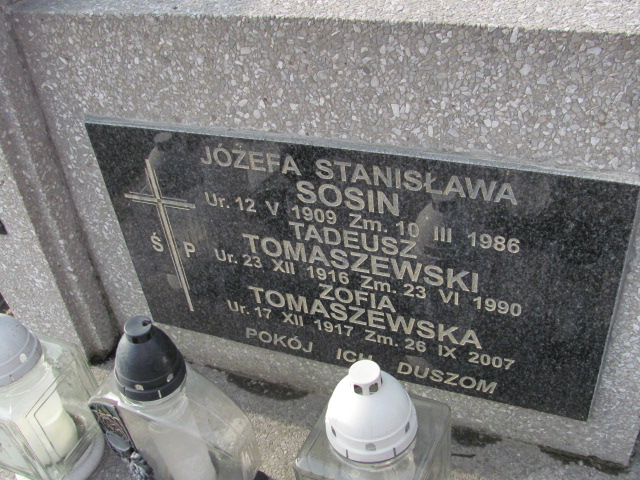 JÓZEFA STANISŁAWA
SOSIN
Ur. 12 V 1909 Zm. 10 III 1986
TADEUSZ
TOMASZEWSKI
Ś P
Ur. 23 XII 1916 Zm. 23 VI 1990
ZOFIA
TOMASZEWSKA
Ur. 17 XII 1917 Zm. 26 IX 2007
POKÓJ ICH DUSZOM